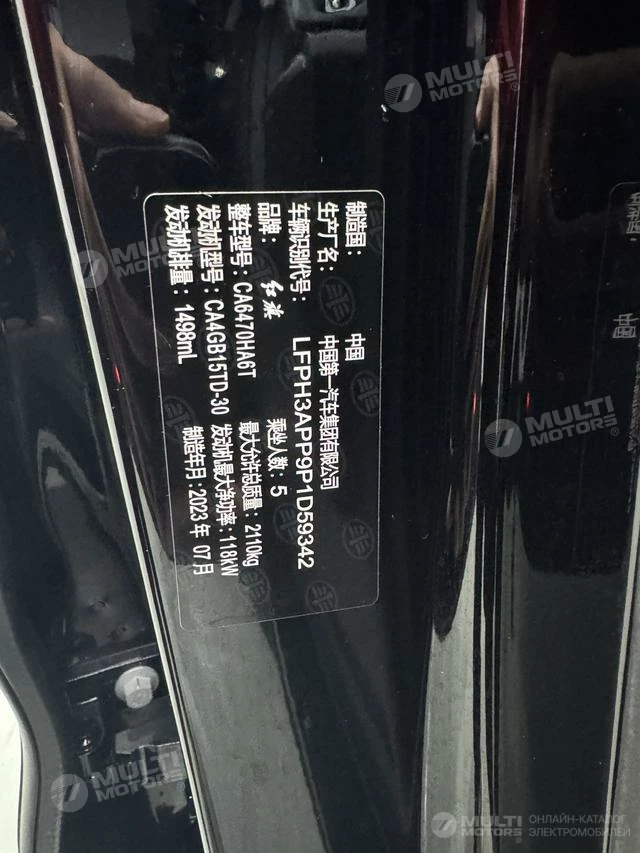 制造国： 中国
生产厂名： 中国第一汽车集团有限公司
车辆识别代号： LFPH3APP9P1D59342
品牌： 红旗 乘坐人数：5
整车型号：CA6470HA6T 最大允许总质量：2110kg
发动机型号：CA4GB15TD-30 发动机最大净功率：118kW
发动机排量：1498mL 制造年月：2023年 07月
MULTI MOTORS®
MULTI MOTORS®
MULTI MOTORS
MULTI MOTORS
MULTI MOTORS
ОНЛАЙН-КАТАЛОГ
ЭЛЕКТРОМОБИЛЕЙ
中国